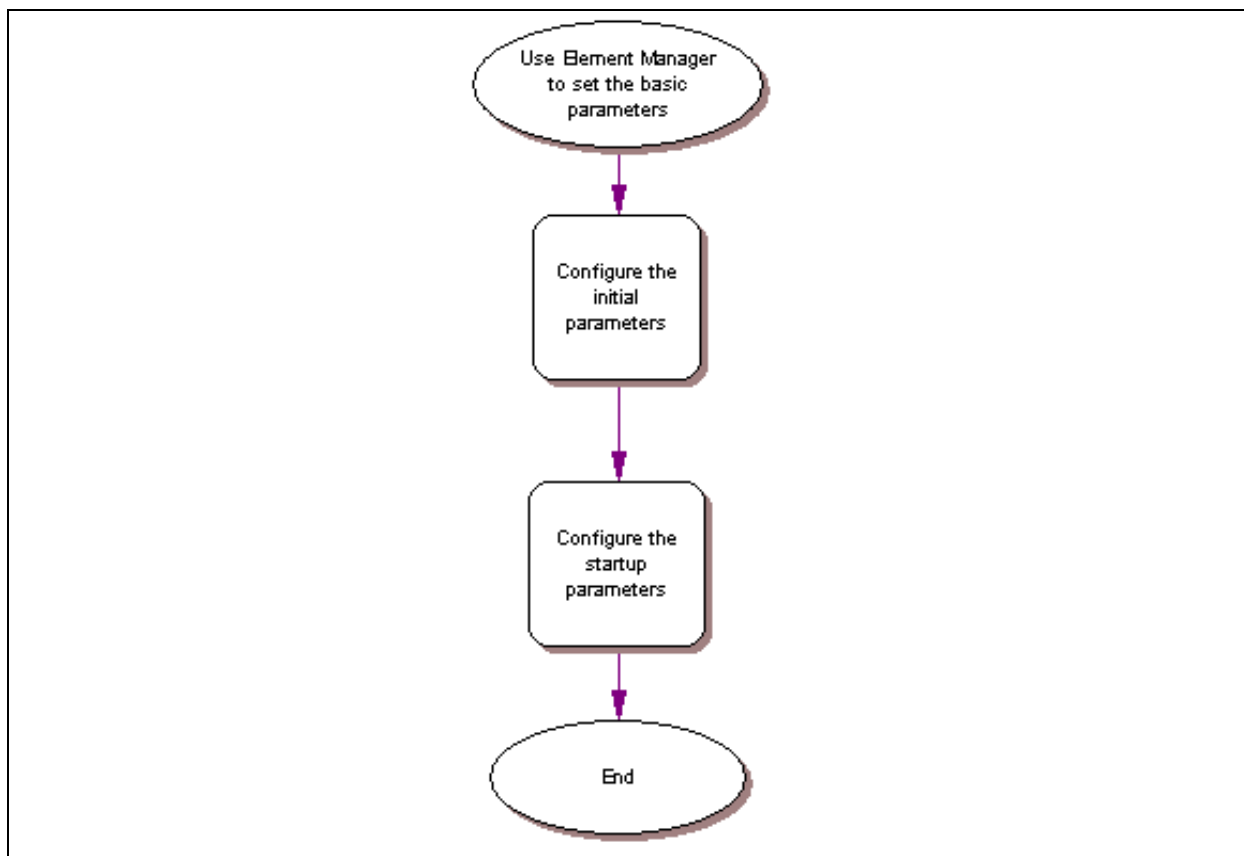 Use Element Manager
to set the basic
parameters
Configure the
initial
parameters
Configure the
startup
parameters
End